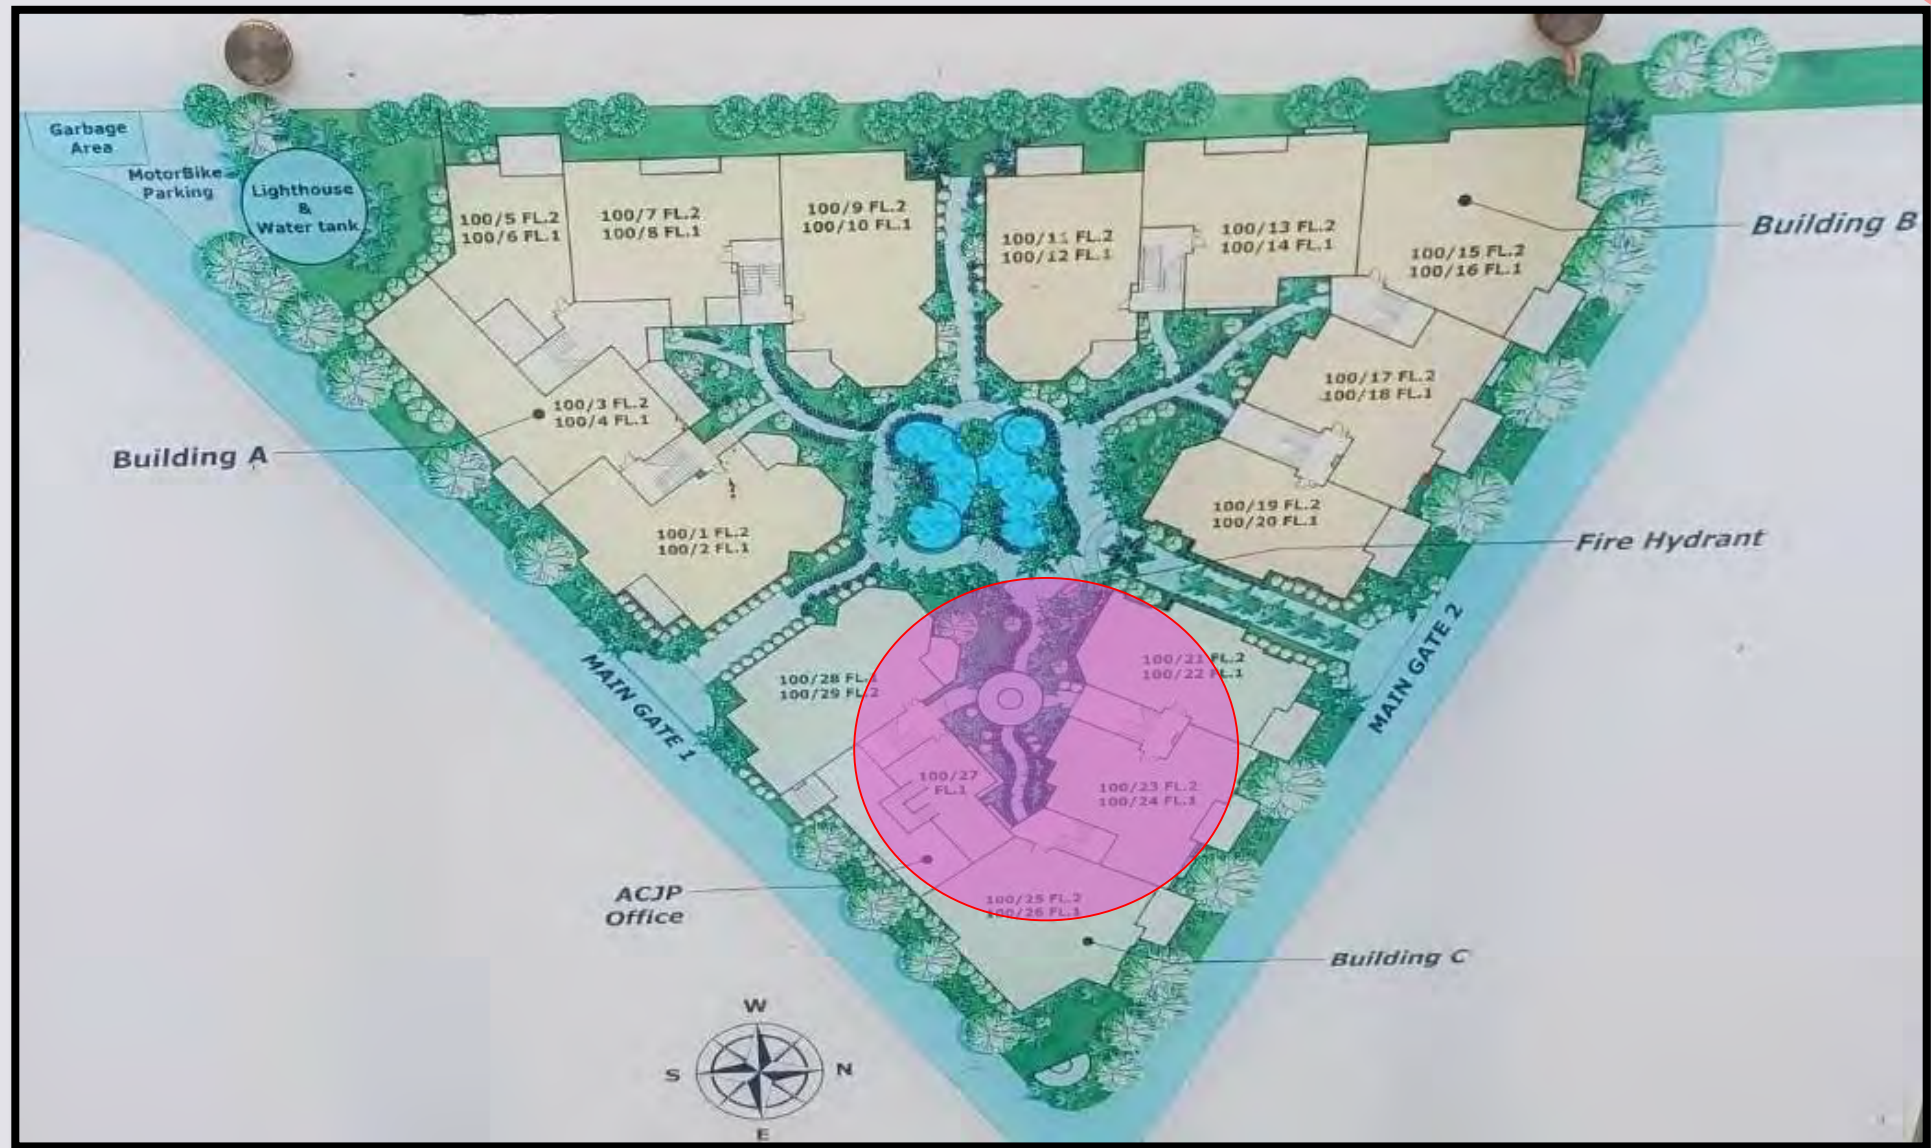 Garbage
Area
MotorBike
Parking
Lighthouse
&
Water tank
100/5 FL.2
100/6 FL.1
100/7 FL.2
100/8 FL.1
100/9 FL.2
100/10 FL.1
100/11 FL.2
100/12 FL.1
100/13 FL.2
100/14 FL.1
100/15 FL.2
100/16 FL.1
Building B
100/3 FL.2
100/4 FL.1
100/17 FL.2
100/18 FL.1
Building A
100/1 FL.2
100/2 FL.1
100/19 FL.2
100/20 FL.1
Fire Hydrant
MAIN GATE 1
MAIN GATE 2
100/28 FL.1
100/29 FL.2
100/21 FL.2
100/22 FL.1
100/27
FL.1
100/23 FL.2
100/24 FL.1
ACJP
Office
100/25 FL.2
100/26 FL.1
Building C
W
S
N
E